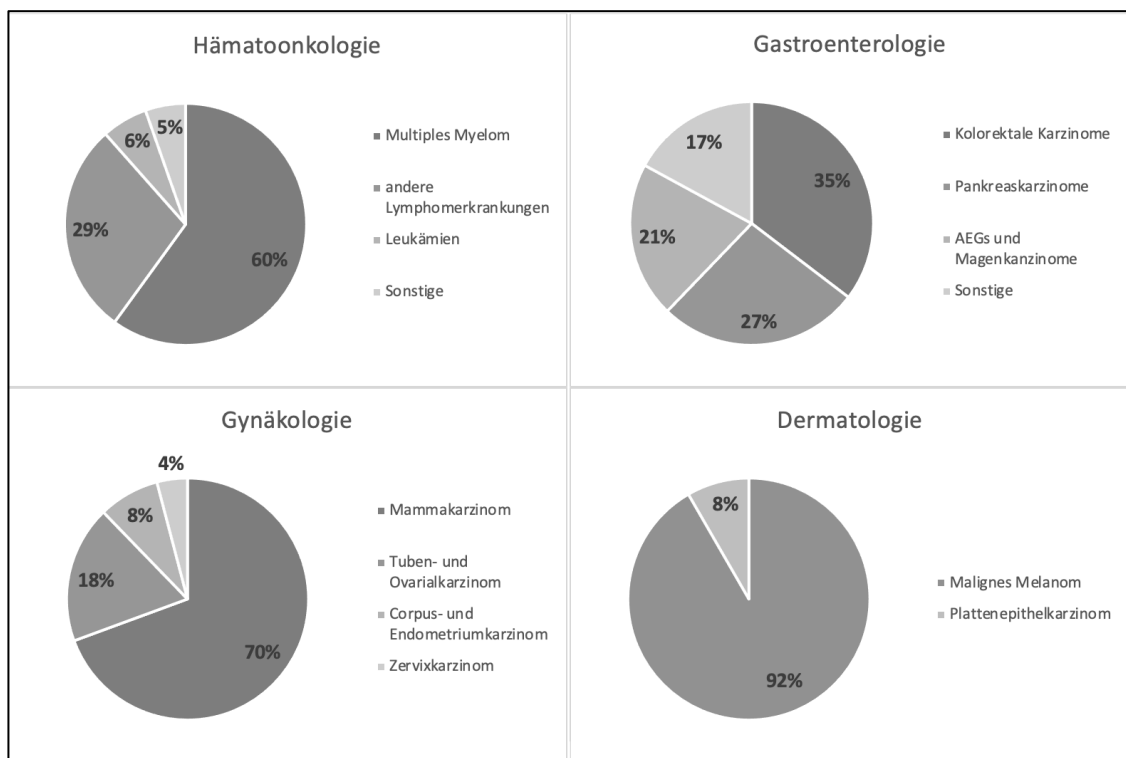 Hämatoonkologie
5%
6%
29%
60%
Multiples Myelom
andere
Lymphomerkrankungen
Leukämien
Sonstige
Gastroenterologie
17%
35%
21%
27%
Kolorektale Karzinome
Pankreaskarzinome
AEGs und
Magenkanzinome
Sonstige
Gynäkologie
4%
8%
18%
70%
Mammakarzinom
Tuben- und
Ovarialkarzinom
Corpus- und
Endometriumkarzinom
Zervixkarzinom
Dermatologie
8%
92%
Malignes Melanom
Plattenepithelkarzinom